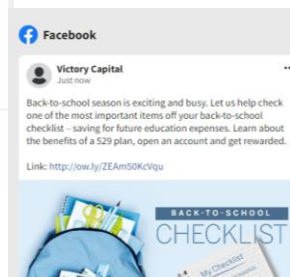 Facebook
Victory Capital
Just now
Back-to-school season is exciting and busy. Let us help check
one of the most important items off your back-to-school
checklist – saving for future education expenses. Learn about
the benefits of a 529 plan, open an account and get rewarded.
Link: http://ow.ly/ZEAm50KcVqu
BACK-TO-SCHOOL
CHECKLIST
My Checklist